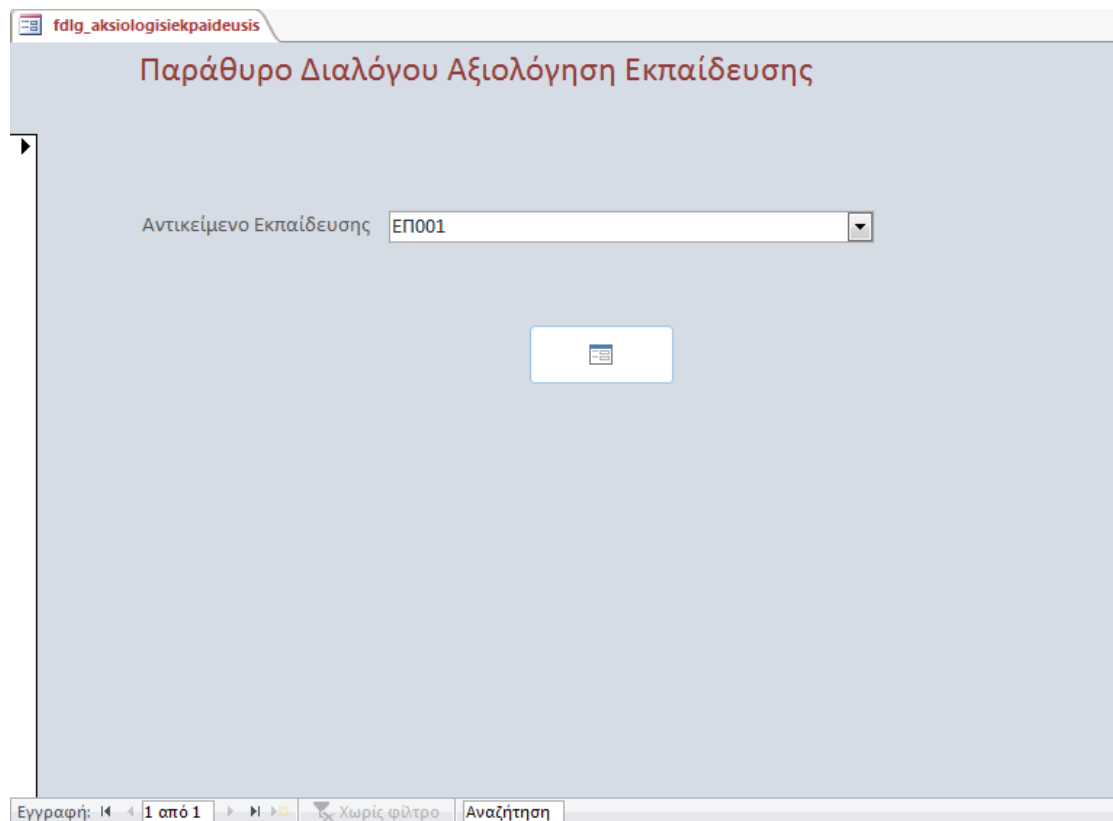 fdlg_aksiologisiekpaideusis
Παράθυρο Διαλόγου Αξιολόγηση Εκπαίδευσης
Αντικείμενο Εκπαίδευσης ΕΠ001
Εγγραφή: 1 από 1 Χωρίς φίλτρο Αναζήτηση